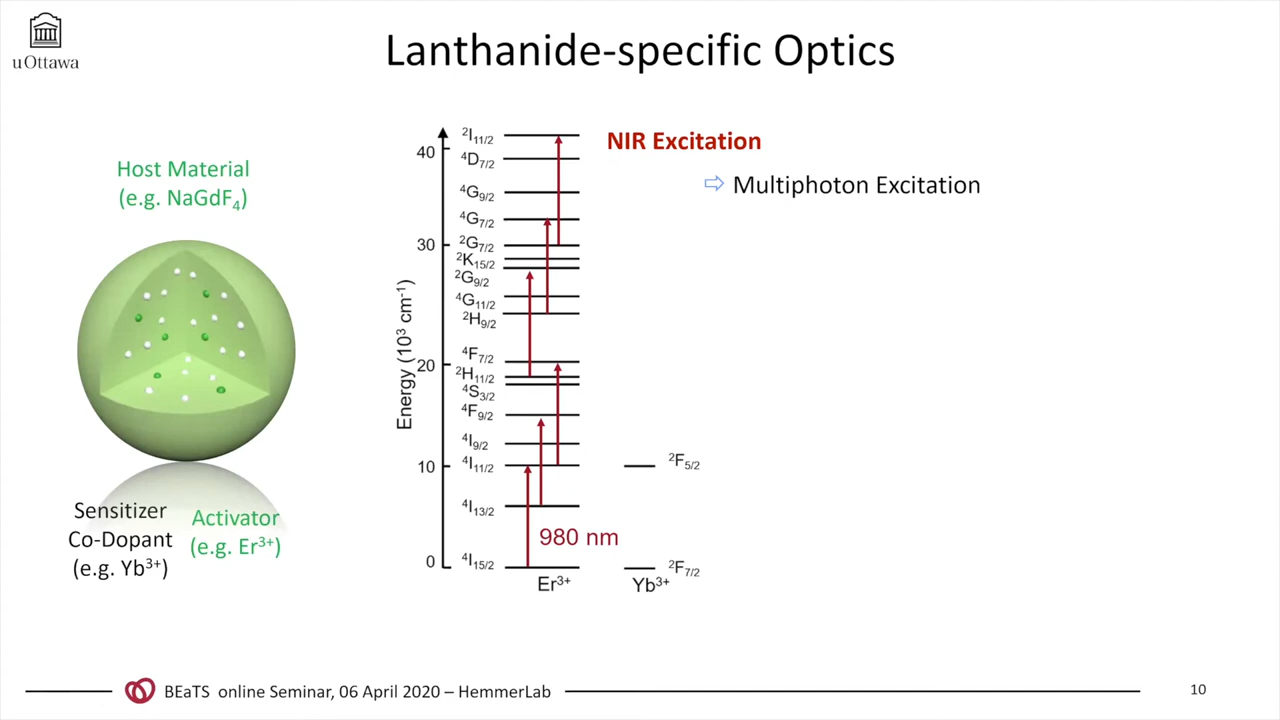 uOttawa
Lanthanide-specific Optics
Host Material
(e.g. NaGdF₄)
Sensitizer
Co-Dopant
(e.g. Yb³⁺)
Activator
(e.g. Er³⁺)
Energy (10³ cm⁻¹)
40
30
20
10
0
²I₁₁/₂
⁴D₇/₂
⁴G₉/₂
⁴G₇/₂
²G₇/₂
²K₁₅/₂
²G₉/₂
⁴G₁₁/₂
²H₉/₂
⁴F₇/₂
²H₁₁/₂
⁴S₃/₂
⁴F₉/₂
⁴I₉/₂
⁴I₁₁/₂
⁴I₁₃/₂
⁴I₁₅/₂
980 nm
Er³⁺
²F₅/₂
²F₇/₂
Yb³⁺
NIR Excitation
⇨ Multiphoton Excitation
BEaTS online Seminar, 06 April 2020 – HemmerLab
10